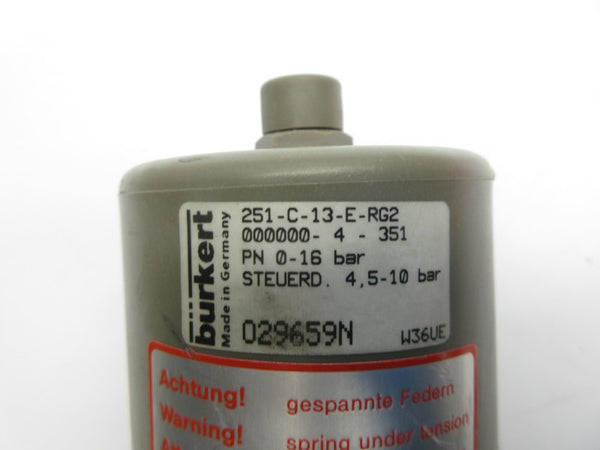 bürkert
Made in Germany
251-C-13-E-RG2
000000- 4 - 351
PN 0-16 bar
STEUERD. 4,5-10 bar
029659N
W36UE
Achtung! gespannte Federn
Warning! spring under tension